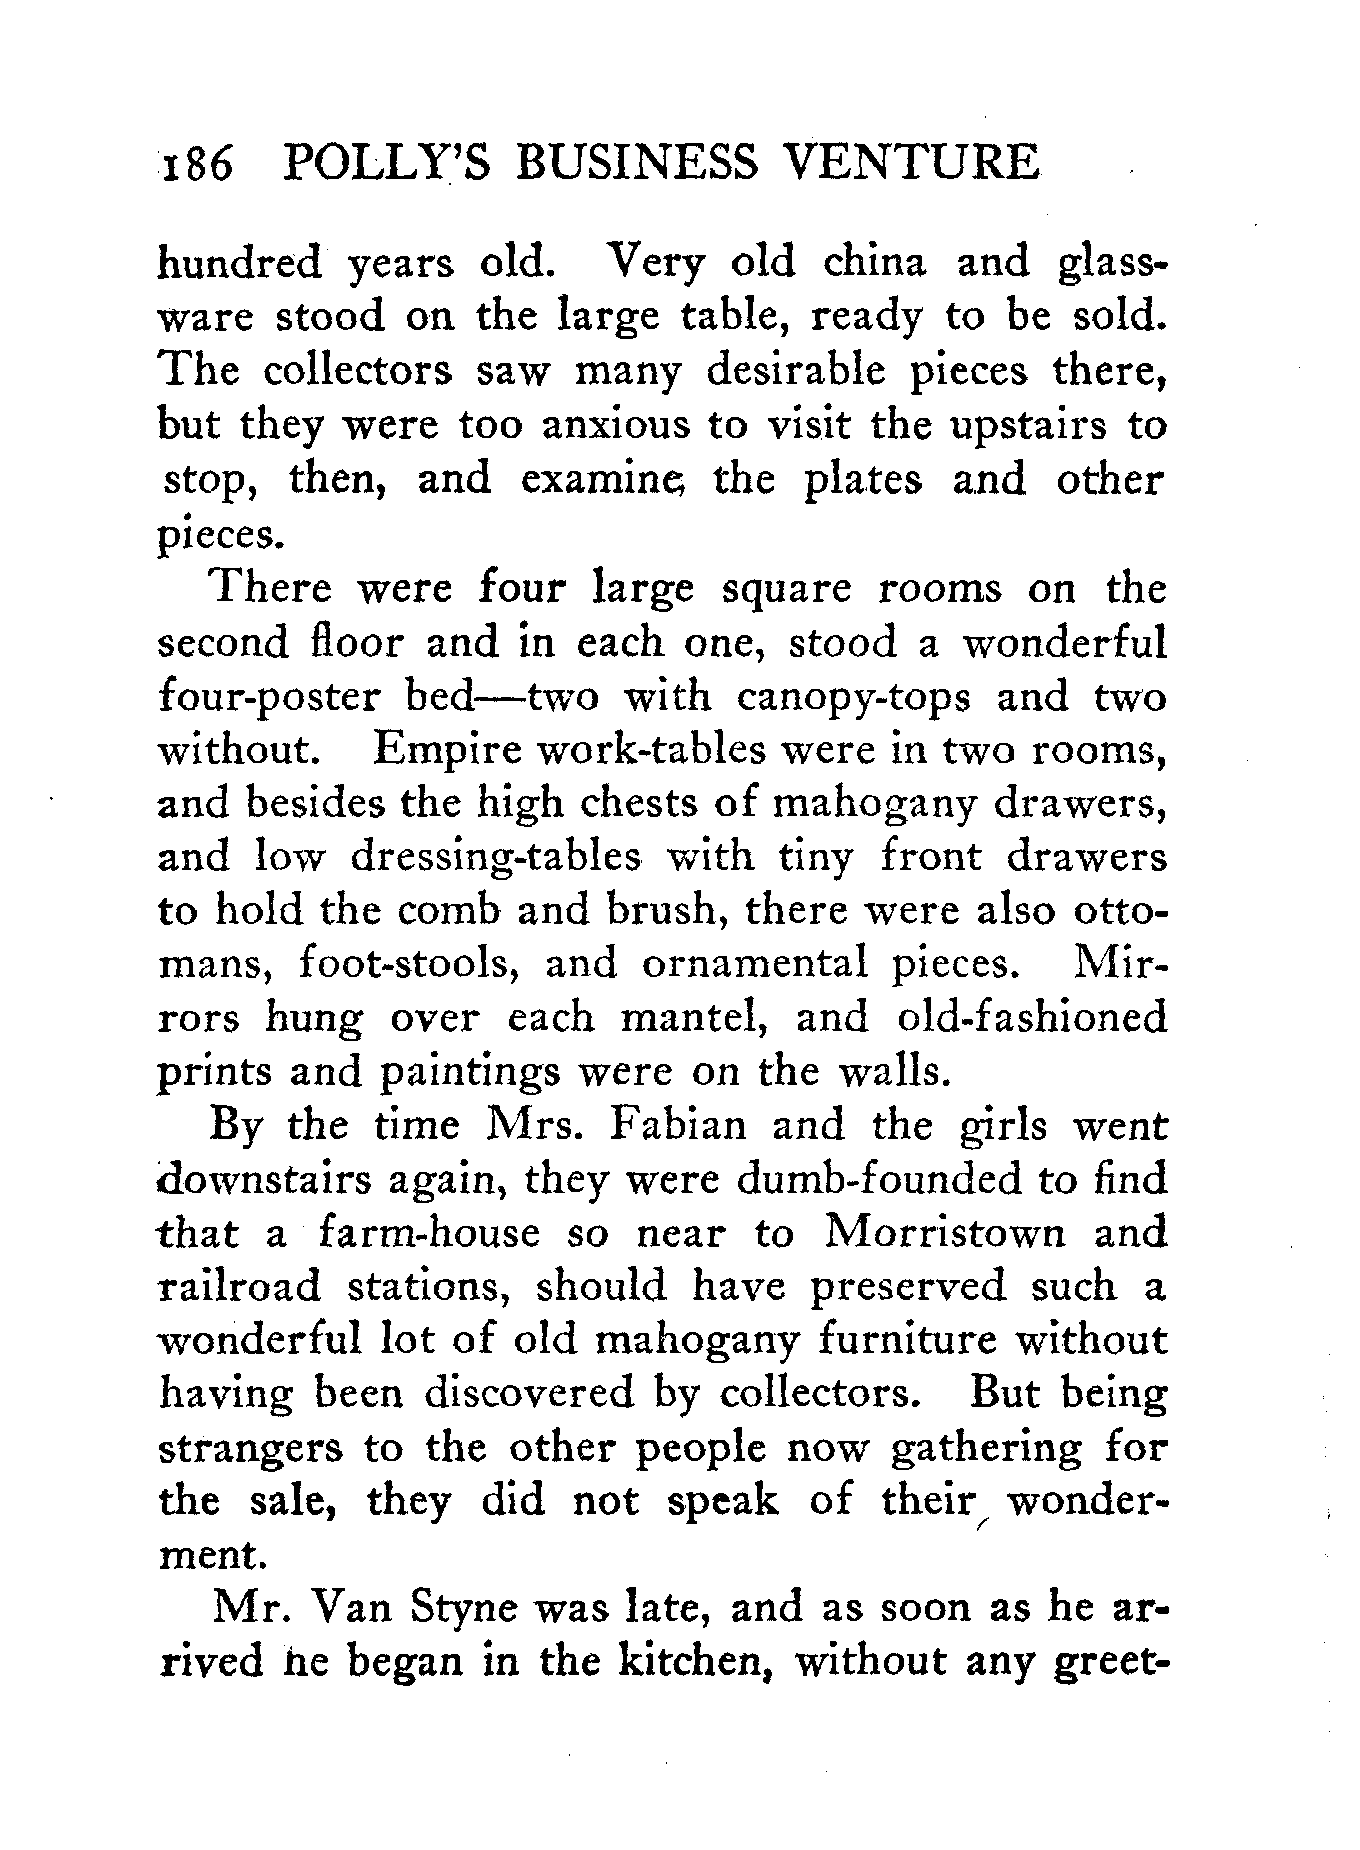 186 POLLY'S BUSINESS VENTURE
hundred years old. Very old china and glass-
ware stood on the large table, ready to be sold.
The collectors saw many desirable pieces there,
but they were too anxious to visit the upstairs to
stop, then, and examine, the plates and other
pieces.
There were four large square rooms on the
second floor and in each one, stood a wonderful
four-poster bed—two with canopy-tops and two
without. Empire work-tables were in two rooms,
and besides the high chests of mahogany drawers,
and low dressing-tables with tiny front drawers
to hold the comb and brush, there were also otto-
mans, foot-stools, and ornamental pieces. Mir-
rors hung over each mantel, and old-fashioned
prints and paintings were on the walls.
By the time Mrs. Fabian and the girls went
downstairs again, they were dumb-founded to find
that a farm-house so near to Morristown and
railroad stations, should have preserved such a
wonderful lot of old mahogany furniture without
having been discovered by collectors. But being
strangers to the other people now gathering for
the sale, they did not speak of their wonder-
ment.
Mr. Van Styne was late, and as soon as he ar-
rived he began in the kitchen, without any greet-